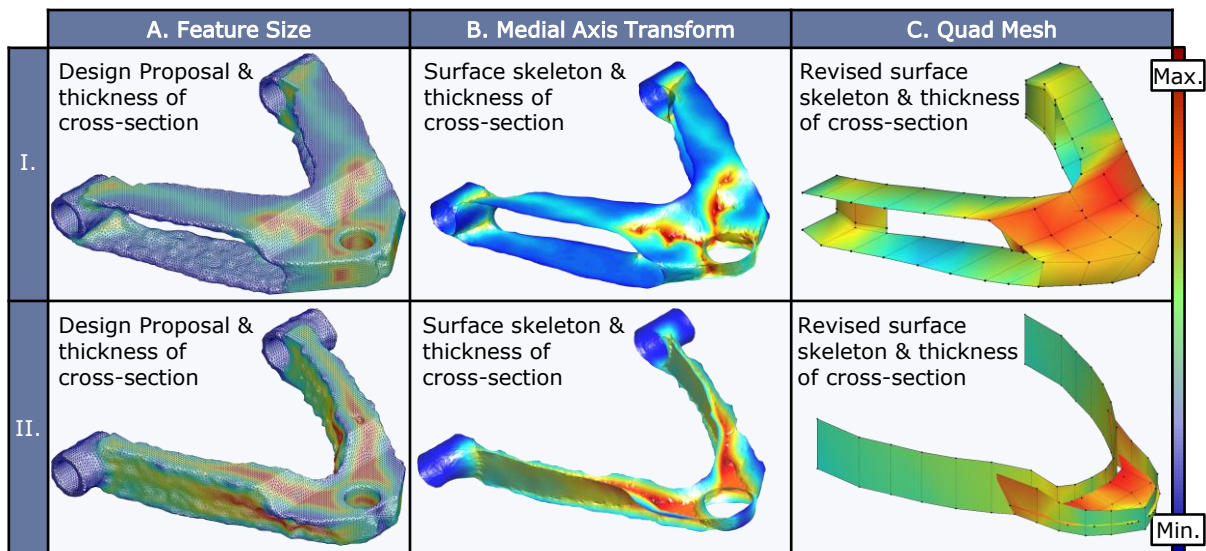 A. Feature Size
B. Medial Axis Transform
C. Quad Mesh
I.
Design Proposal &
thickness of
cross-section
Surface skeleton &
thickness of
cross-section
Revised surface
skeleton & thickness
of cross-section
Max.
II.
Design Proposal &
thickness of
cross-section
Surface skeleton &
thickness of
cross-section
Revised surface
skeleton & thickness
of cross-section
Min.